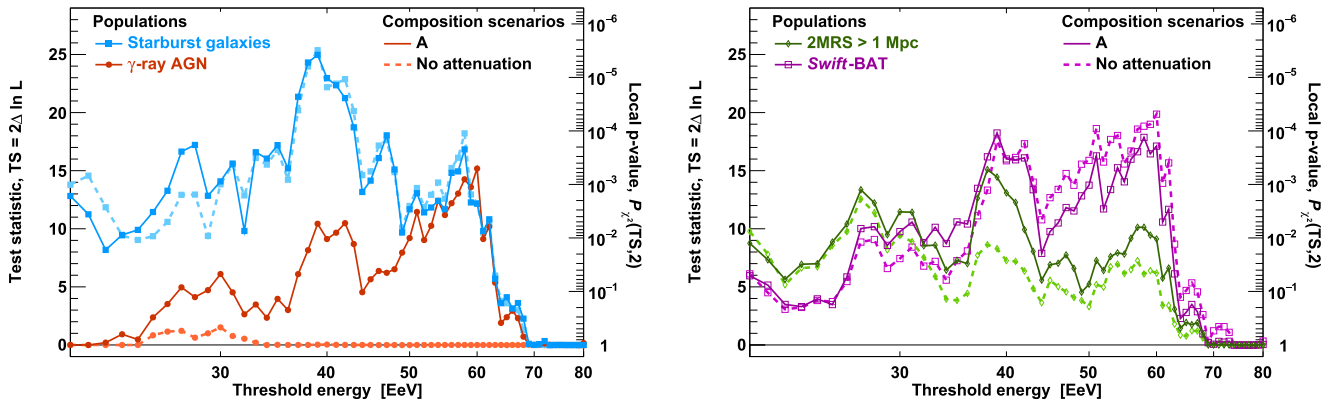 Populations Composition scenarios
Starburst galaxies A
γ-ray AGN No attenuation
Test statistic, TS = 2Δ ln L
25
20
15
10
5
0
10⁻⁶
10⁻⁵
10⁻⁴
10⁻³
10⁻²
10⁻¹
1
Local p-value, P_χ²(TS,2)
30 40 50 60 70 80
Threshold energy [EeV]
Populations Composition scenarios
2MRS > 1 Mpc A
Swift-BAT No attenuation
Test statistic, TS = 2Δ ln L
25
20
15
10
5
0
10⁻⁶
10⁻⁵
10⁻⁴
10⁻³
10⁻²
10⁻¹
1
Local p-value, P_χ²(TS,2)
30 40 50 60 70 80
Threshold energy [EeV]